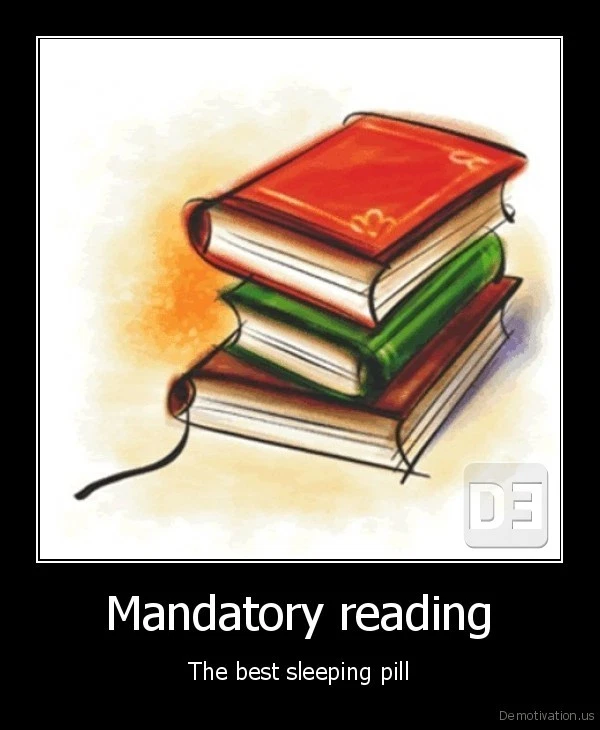 DE
Mandatory reading
The best sleeping pill
Demotivation.us